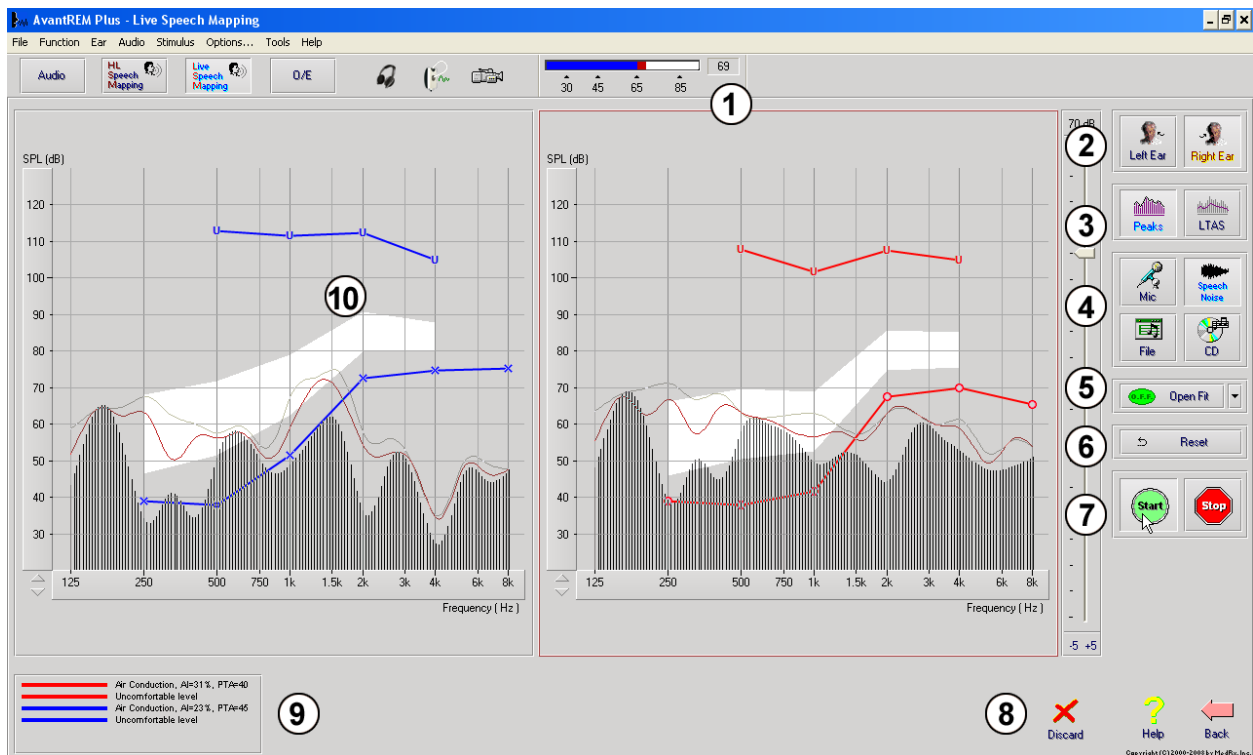 AvantREM Plus - Live Speech Mapping
File Function Ear Audio Stimulus Options... Tools Help
Audio
HL
Speech
Mapping
Live
Speech
Mapping
O/E
69
30 45 65 85
1
SPL (dB)
120
110
100
90
80
70
60
50
40
30
125 250 500 750 1k 1.5k 2k 3k 4k 6k 8k
Frequency ( Hz )
10
SPL (dB)
120
110
100
90
80
70
60
50
40
30
125 250 500 750 1k 1.5k 2k 3k 4k 6k 8k
Frequency ( Hz )
70 dB
-5 +5
2
Left Ear Right Ear
3
Peaks LTAS
4
Mic
Speech
Noise
File CD
5
O.F.F. Open Fit
6
Reset
7
Start Stop
Air Conduction, AI=31%, PTA=40
Uncomfortable level
Air Conduction, AI=23%, PTA=45
Uncomfortable level
9
8
Discard
?
Help
Back
Copyright (C) 2000-2008 by MedRx, Inc.